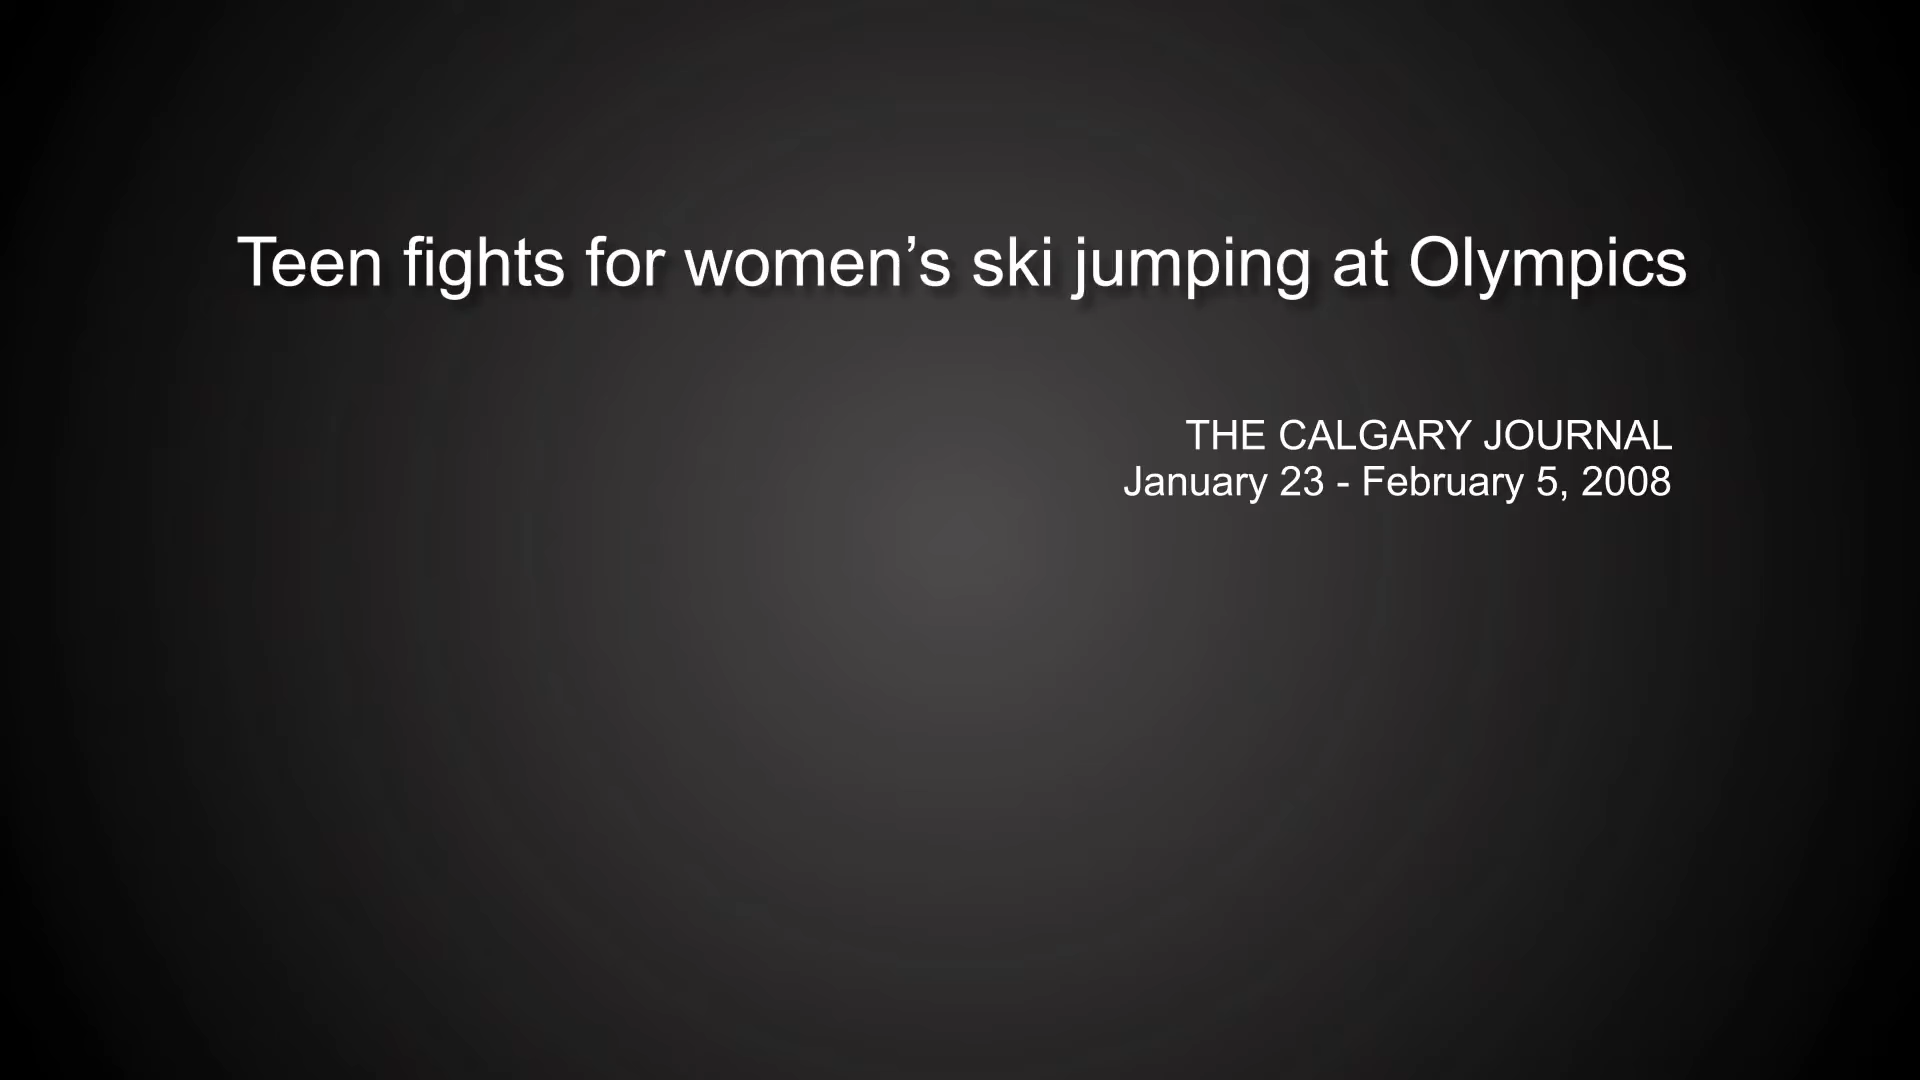 Teen fights for women’s ski jumping at Olympics
THE CALGARY JOURNAL
January 23 - February 5, 2008